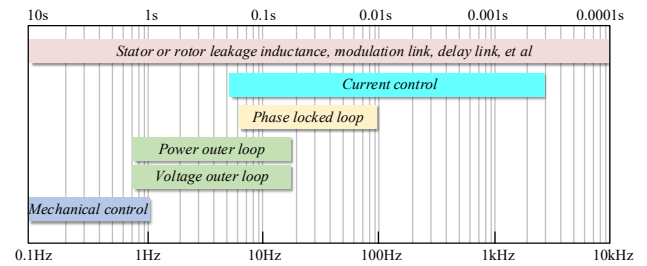 10s 1s 0.1s 0.01s 0.001s 0.0001s
Stator or rotor leakage inductance, modulation link, delay link, et al
Current control
Phase locked loop
Power outer loop
Voltage outer loop
Mechanical control
0.1Hz 1Hz 10Hz 100Hz 1kHz 10kHz